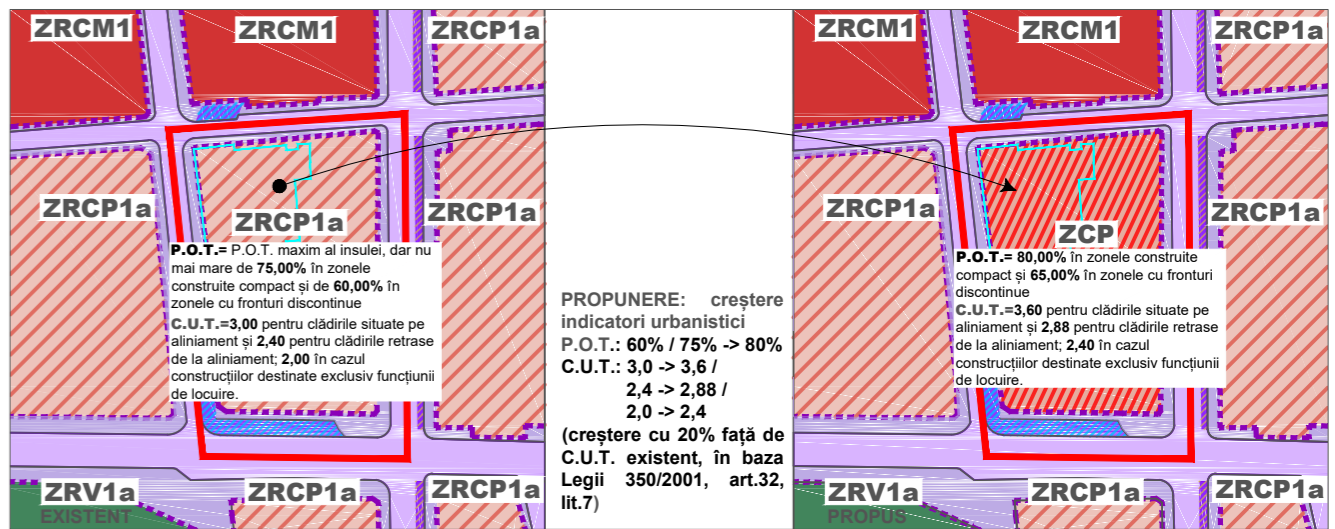 ZRCM1
ZRCM1
ZRCP1a
ZRCP1a
ZRCP1a
ZRCP1a
P.O.T.= P.O.T. maxim al insulei, dar nu
mai mare de 75,00% în zonele
construite compact și de 60,00% în
zonele cu fronturi discontinue
C.U.T.=3,00 pentru clădirile situate pe
aliniament și 2,40 pentru clădirile retrase
de la aliniament; 2,00 în cazul
construcțiilor destinate exclusiv funcțiunii
de locuire.
ZRV1a
ZRCP1a
ZRCP1a
EXISTENT
PROPUNERE: creștere
indicatori urbanistici
P.O.T.: 60% / 75% -> 80%
C.U.T.: 3,0 -> 3,6 /
2,4 -> 2,88 /
2,0 -> 2,4
(creștere cu 20% față de
C.U.T. existent, în baza
Legii 350/2001, art.32,
lit.7)
ZRCM1
ZRCM1
ZRCP1a
ZRCP1a
ZCP
ZRCP1a
P.O.T.= 80,00% în zonele construite
compact și 65,00% în zonele cu fronturi
discontinue
C.U.T.=3,60 pentru clădirile situate pe
aliniament și 2,88 pentru clădirile retrase
de la aliniament; 2,40 în cazul
construcțiilor destinate exclusiv funcțiunii
de locuire.
ZRV1a
ZRCP1a
ZRCP1a
PROPUS